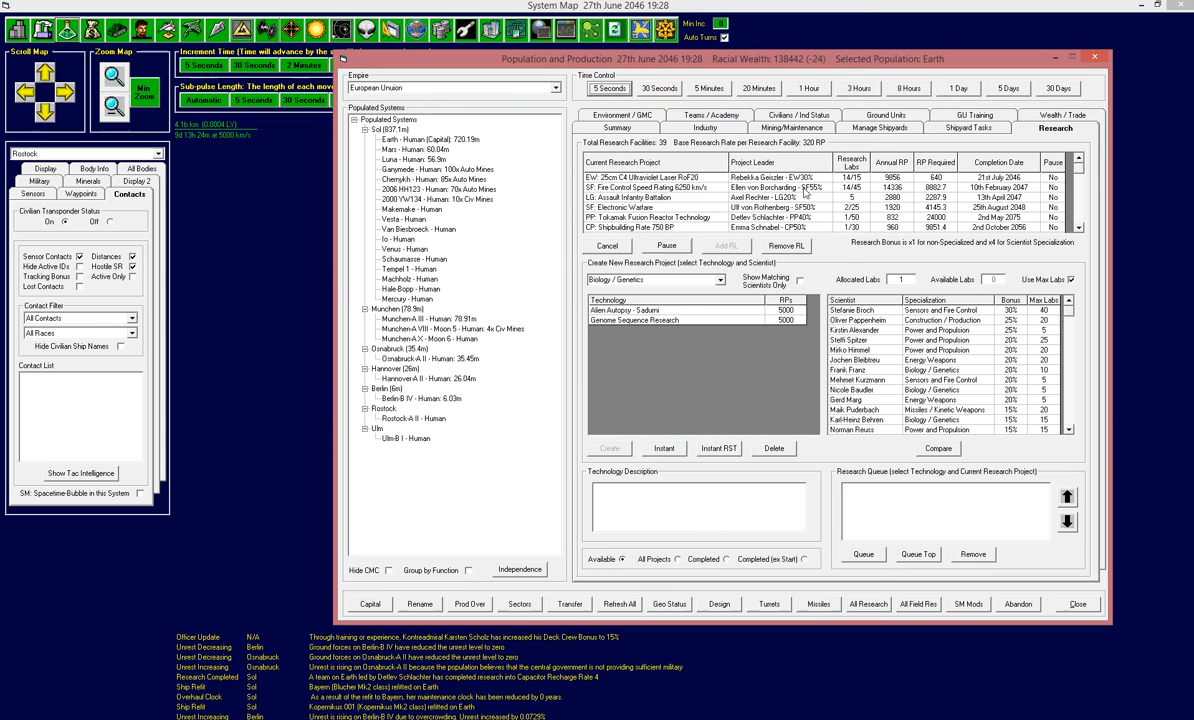 System Map   27th June 2046 19:28
Min Inc 0
Auto Turns
Scroll Map
Zoom Map
Min Zoom
Increment Time (Time will advance by the s
5 Seconds 30 Seconds 2 Minutes
Sub-pulse Length: The length of each mov
Automatic 5 Seconds 30 Seconds
4.1b km (0.0004 LY)
9d 13h 24m at 5000 km/s
Rostock
Display Body Info All Bodies
Military Minerals Display 2
Sensors Waypoints Contacts
Civilian Transponder Status
On Off
Sensor Contacts Distances
Hide Active IDs Hostile SR
Tracking Bonus Active Only
Lost Contacts
Contact Filter
All Contacts
All Races
Hide Civilian Ship Names
Contact List
Show Tac Intelligence
SM: Spacetime-Bubble in this System
Population and Production   27th June 2046 19:28   Racial Wealth: 138442 (-24)   Selected Population: Earth
Empire
European Union
Populated Systems
Populated Systems
Sol (837.1m)
Earth - Human (Capital): 720.19m
Mars - Human: 60.04m
Luna - Human: 56.9m
Ganymede - Human: 100x Auto Mines
Callisto - Human: 85x Auto Mines
2006 HH123 - Human: 70x Auto Mines
2000 YW134 - Human: 10x Civ Mines
Makemake - Human
Vesta - Human
Van Biesbroeck - Human
Io - Human
Venus - Human
Schaumasse - Human
Tempel 1 - Human
Machholz - Human
Hale-Bopp - Human
Mercury - Human
Munchen (78.9m)
Munchen-A III - Human: 78.91m
Munchen-A VIII - Moon 5 - Human: 4x Civ Mines
Munchen-A X - Moon 6 - Human
Osnabruck (35.4m)
Osnabruck-A II - Human: 35.45m
Hannover (26m)
Hannover-A II - Human: 26.04m
Berlin (6m)
Berlin-B IV - Human: 6.03m
Rostock
Rostock-A II - Human
Ulm
Ulm-B I - Human
Hide CMC Group by Function Independence
Time Control
5 Seconds 30 Seconds 5 Minutes 20 Minutes 1 Hour 3 Hours 8 Hours 1 Day 5 Days 30 Days
Environment / GMC Teams / Academy Civilians / Ind Status Ground Units GU Training Wealth / Trade
Summary Industry Mining/Maintenance Manage Shipyards Shipyard Tasks Research
Total Research Facilities: 39   Base Research Rate per Research Facility: 320 RP
Current Research Project Project Leader Research Labs Annual RP RP Required Completion Date Pause
EW: 25cm C4 Ultraviolet Laser RoF20 Rebekka Geiszler - EW30% 14/15 9856 640 21st July 2046 No
SF: Fire Control Speed Rating 6250 km/s Ellen von Borcharding - SF55% 14/45 14336 8882.7 10th February 2047 No
LG: Assault Infantry Battalion Axel Rechter - LG20% 5 2880 2287.9 13th April 2047 No
SF: Electronic Warfare Ulf von Rothenberg - SF50% 2/25 1920 4145.3 25th August 2048 No
PP: Tokamak Fusion Reactor Technology Detlev Schlachter - PP40% 1/50 832 24000 2nd May 2075 No
CP: Shipbuilding Rate 750 BP Emma Schnabel - CP50% 1/30 960 9851.4 25th September 2056 No
Cancel Pause Add RL Remove RL Research Bonus is x1 for non-Specialized and x4 for Scientist Specialization
Create New Research Project (select Technology and Scientist)
Biology / Genetics Show Matching Scientists Only Allocated Labs 1 Available Labs 0 Use Max Labs
Technology RPs
Alien Autopsy - Sadurni 5000
Genome Sequence Research 5000
Scientist Specialization Bonus Max Labs
Stefanie Broch Sensors and Fire Control 30% 40
Oliver Pappenheim Construction / Production 25% 20
Kirstin Alexander Power and Propulsion 25% 5
Steffi Spitzer Power and Propulsion 20% 25
Mirko Himmel Power and Propulsion 20% 20
Jochen Bleibtreu Energy Weapons 20% 20
Frank Franz Biology / Genetics 20% 10
Mehmet Kurzmann Sensors and Fire Control 20% 5
Nicole Baudler Biology / Genetics 20% 5
Gerd Marg Energy Weapons 20% 5
Maik Puderbach Missiles / Kinetic Weapons 15% 20
Karl-Heinz Behren Biology / Genetics 15% 15
Norman Reuss Power and Propulsion 15% 15
Create Instant Instant RST Delete Compare
Technology Description
Research Queue (select Technology and Current Research Project)
Available All Projects Completed Completed (ex Start)
Queue Queue Top Remove
Capital Rename Prod Over Sectors Transfer Refresh All Geo Status Design Turrets Missiles All Research All Field Res SM Mods Abandon Close
Officer Update N/A Through training or experience, Kontreadmiral Karsten Scholz has increased his Deck Crew Bonus to 15%
Unrest Decreasing Berlin Ground forces on Berlin-B IV have reduced the unrest level to zero
Unrest Decreasing Osnabruck Ground forces on Osnabruck-A II have reduced the unrest level to zero
Unrest Increasing Osnabruck Unrest is rising on Osnabruck-A II because the population believes that the central government is not providing sufficient military
Research Completed Sol A team on Earth led by Detlev Schlachter has completed research into Capacitor Recharge Rate 4
Ship Refit Sol Bayern (Blucher Mk2 class) refitted on Earth
Overhaul Clock Sol As a result of the refit to Bayern, her maintenance clock has been reduced by 0 years.
Ship Refit Sol Kopernikus 001 (Kopernikus Mk2 class) refitted on Earth
Unrest Increasing Berlin Unrest is rising on Berlin-B IV due to overcrowding. Unrest increased by 0.0729%